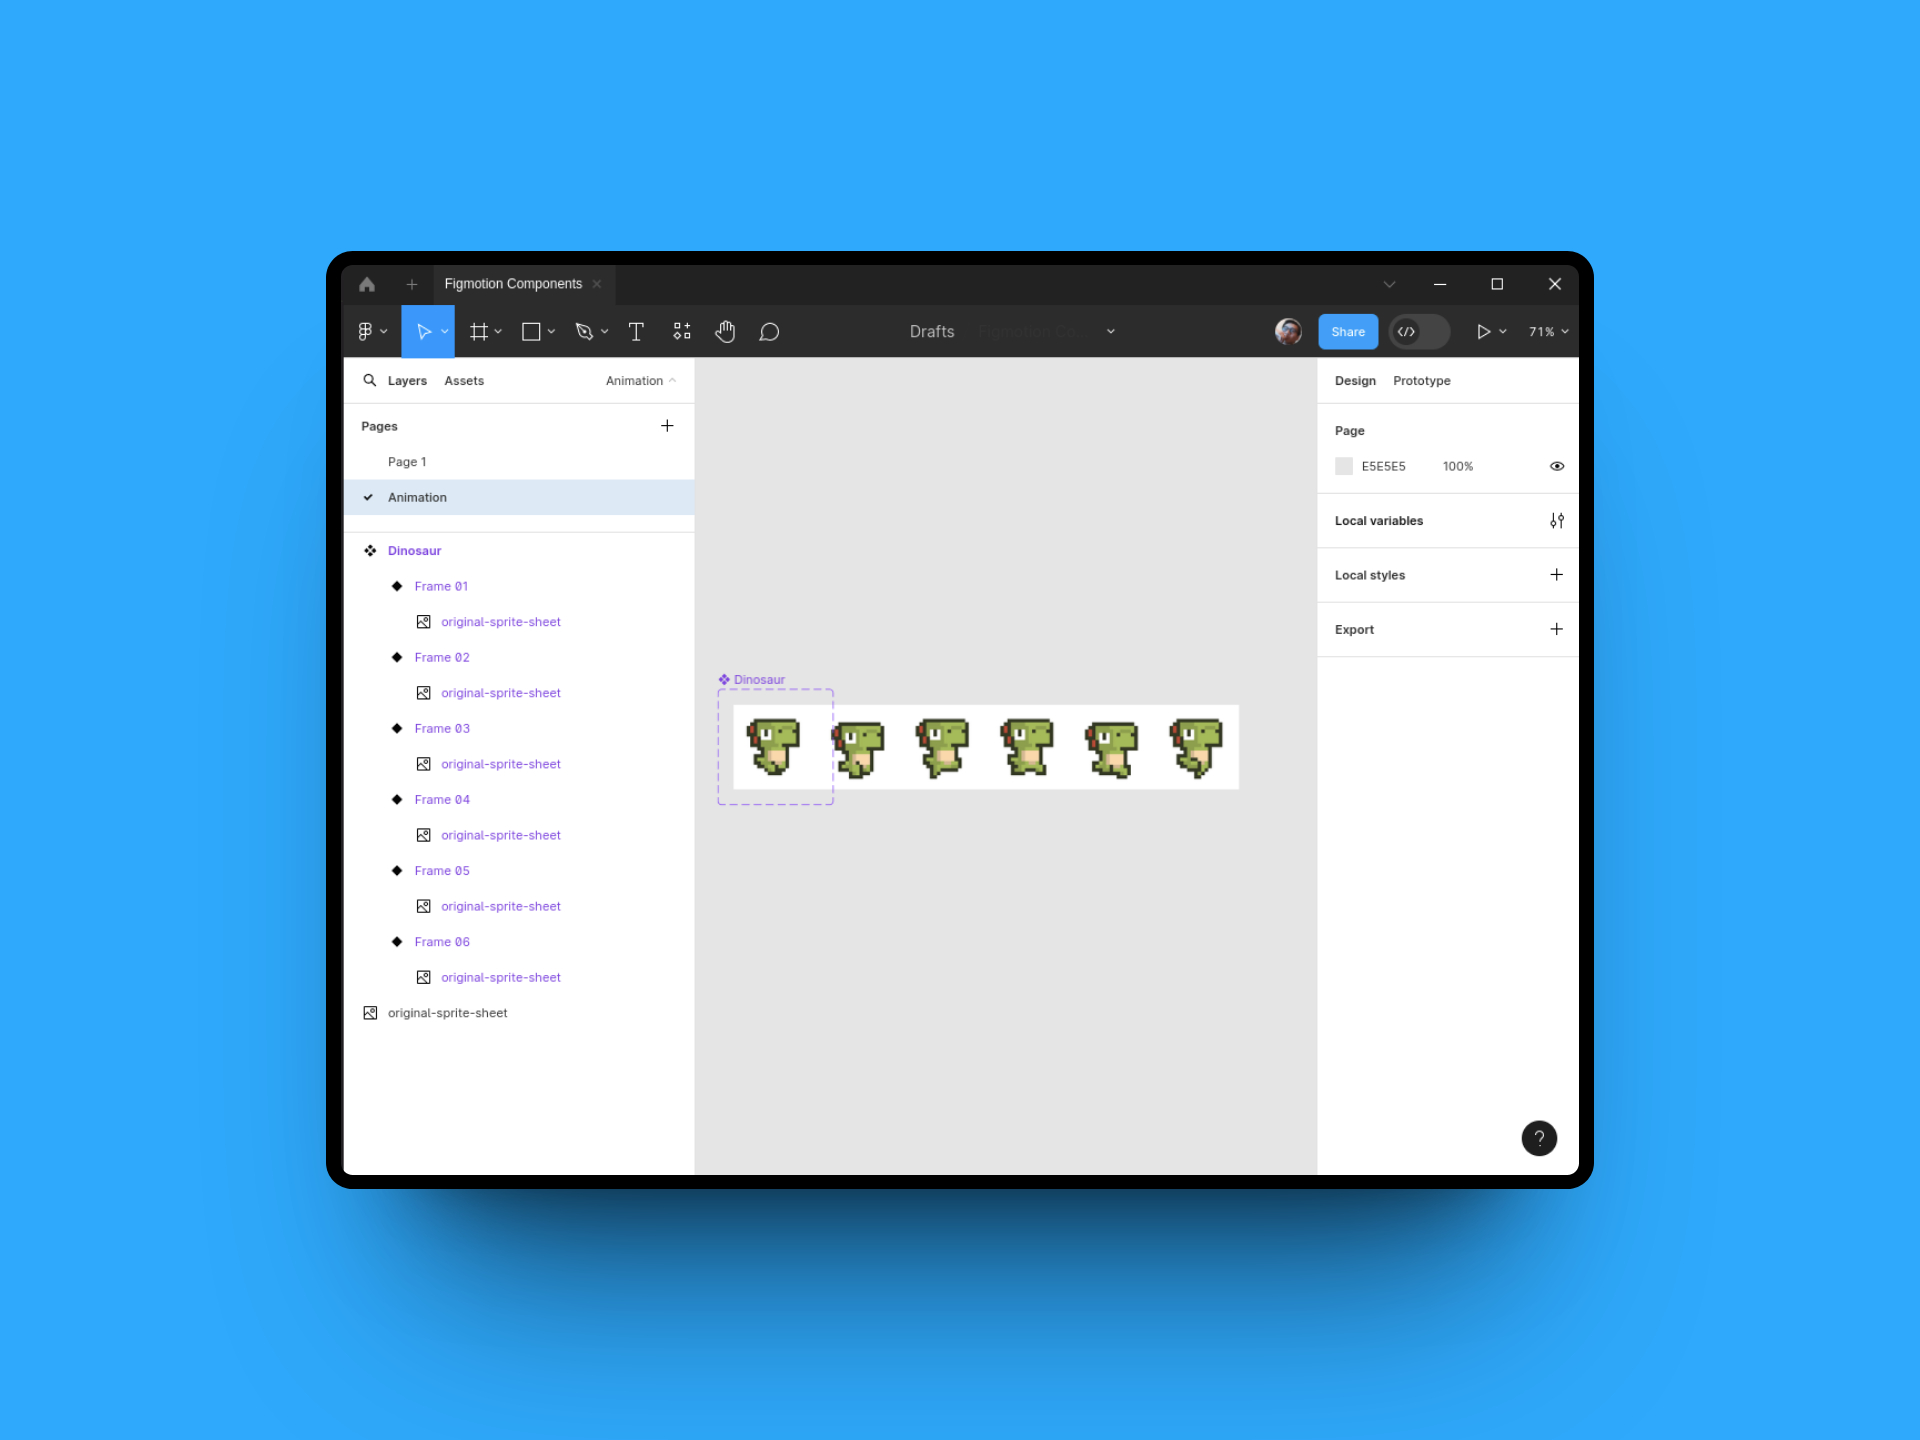 Figmotion Components
Drafts
Share
71%
Layers Assets Animation
Pages
Page 1
Animation
Dinosaur
Frame 01
original-sprite-sheet
Frame 02
original-sprite-sheet
Frame 03
original-sprite-sheet
Frame 04
original-sprite-sheet
Frame 05
original-sprite-sheet
Frame 06
original-sprite-sheet
original-sprite-sheet
Dinosaur
Design Prototype
Page
E5E5E5 100%
Local variables
Local styles
Export
?